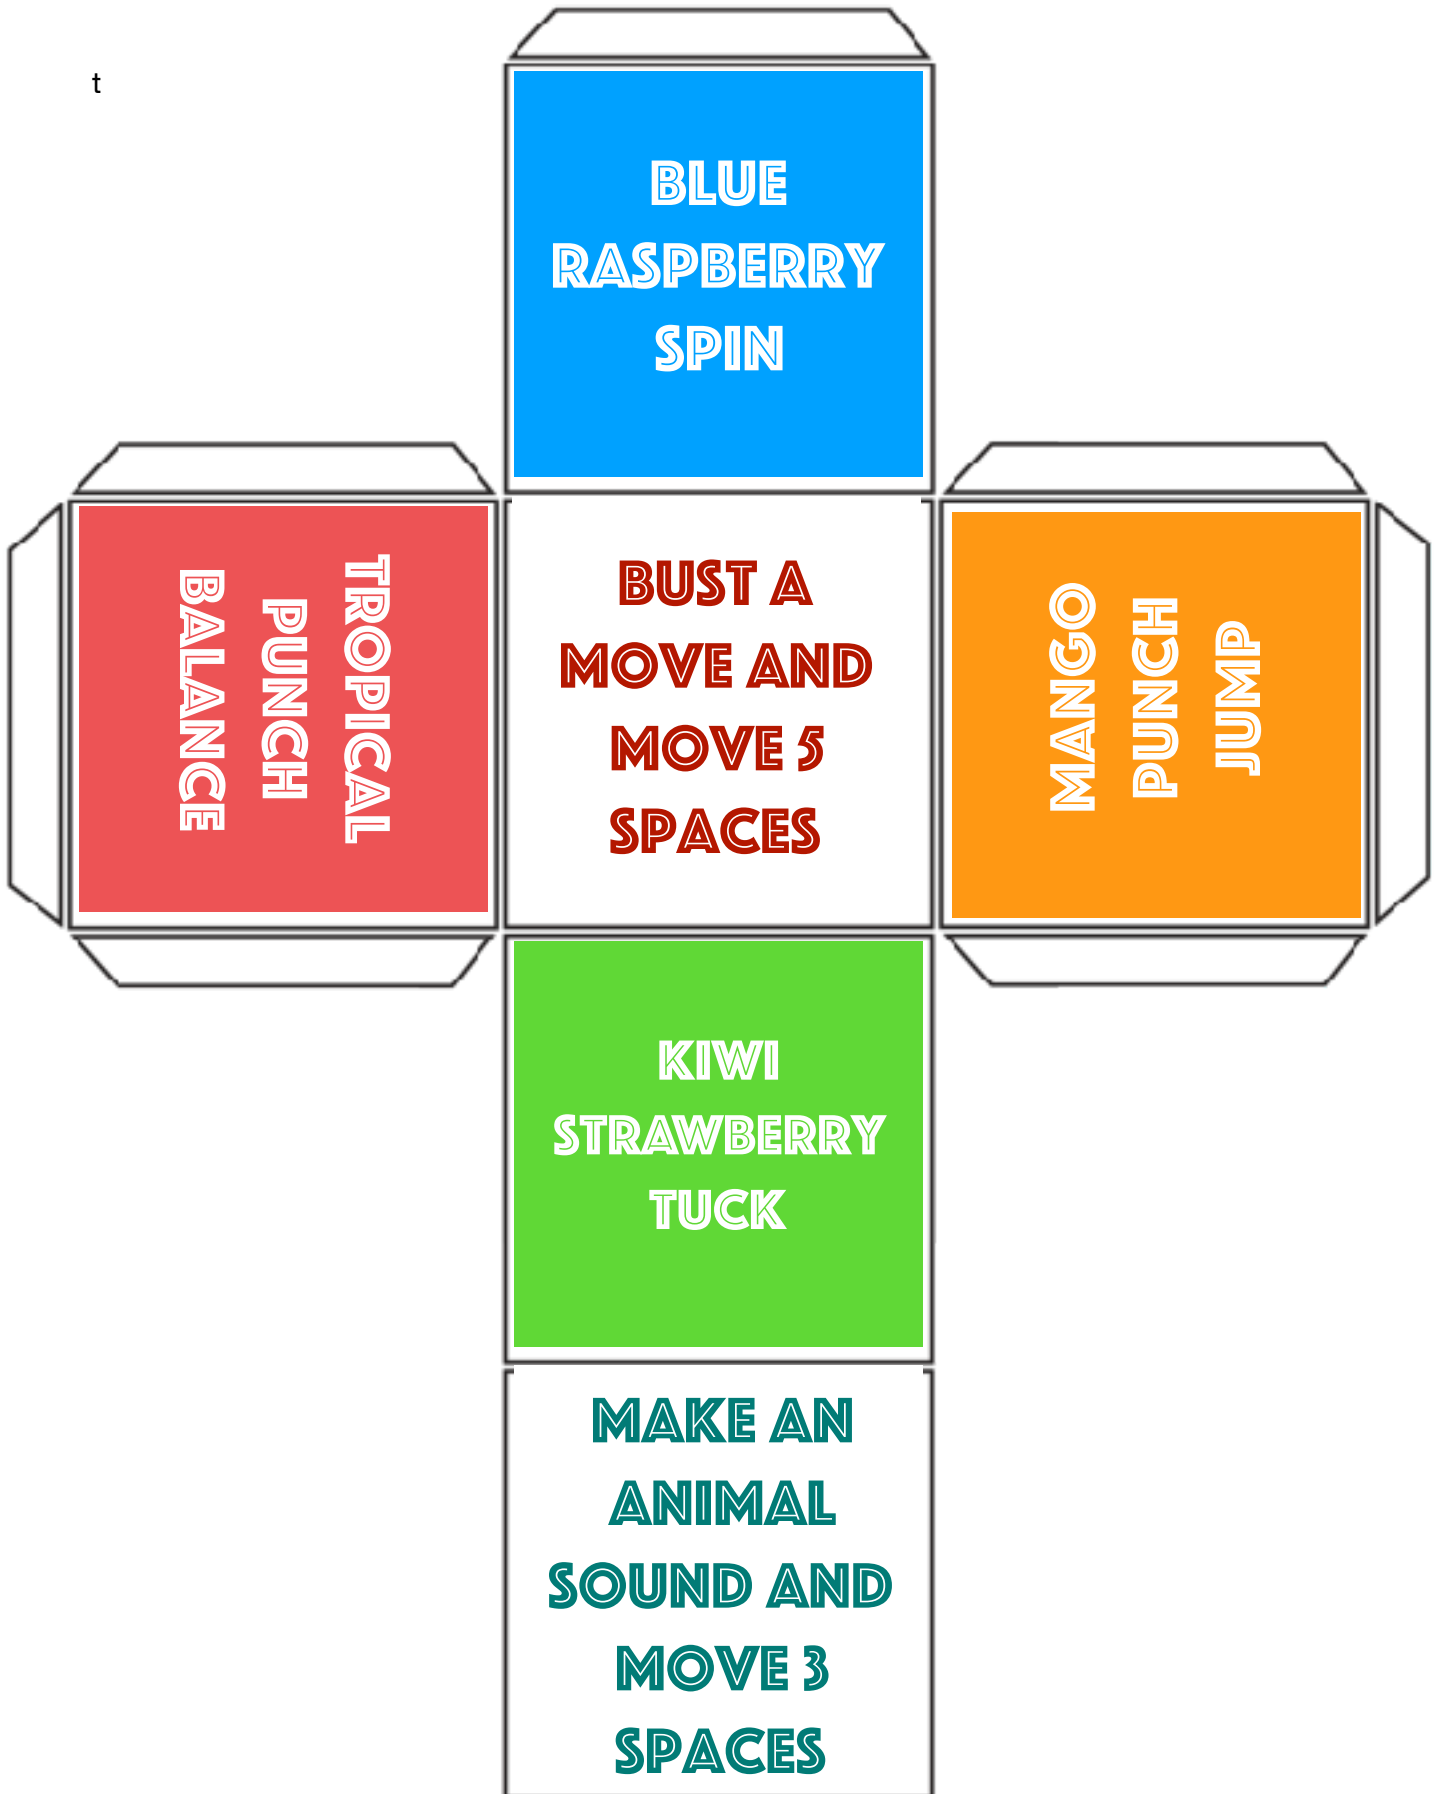 t
BLUE
RASPBERRY
SPIN
TROPICAL
PUNCH
BALANCE
BUST A
MOVE AND
MOVE 5
SPACES
MANGO
PUNCH
JUMP
KIWI
STRAWBERRY
TUCK
MAKE AN
ANIMAL
SOUND AND
MOVE 3
SPACES